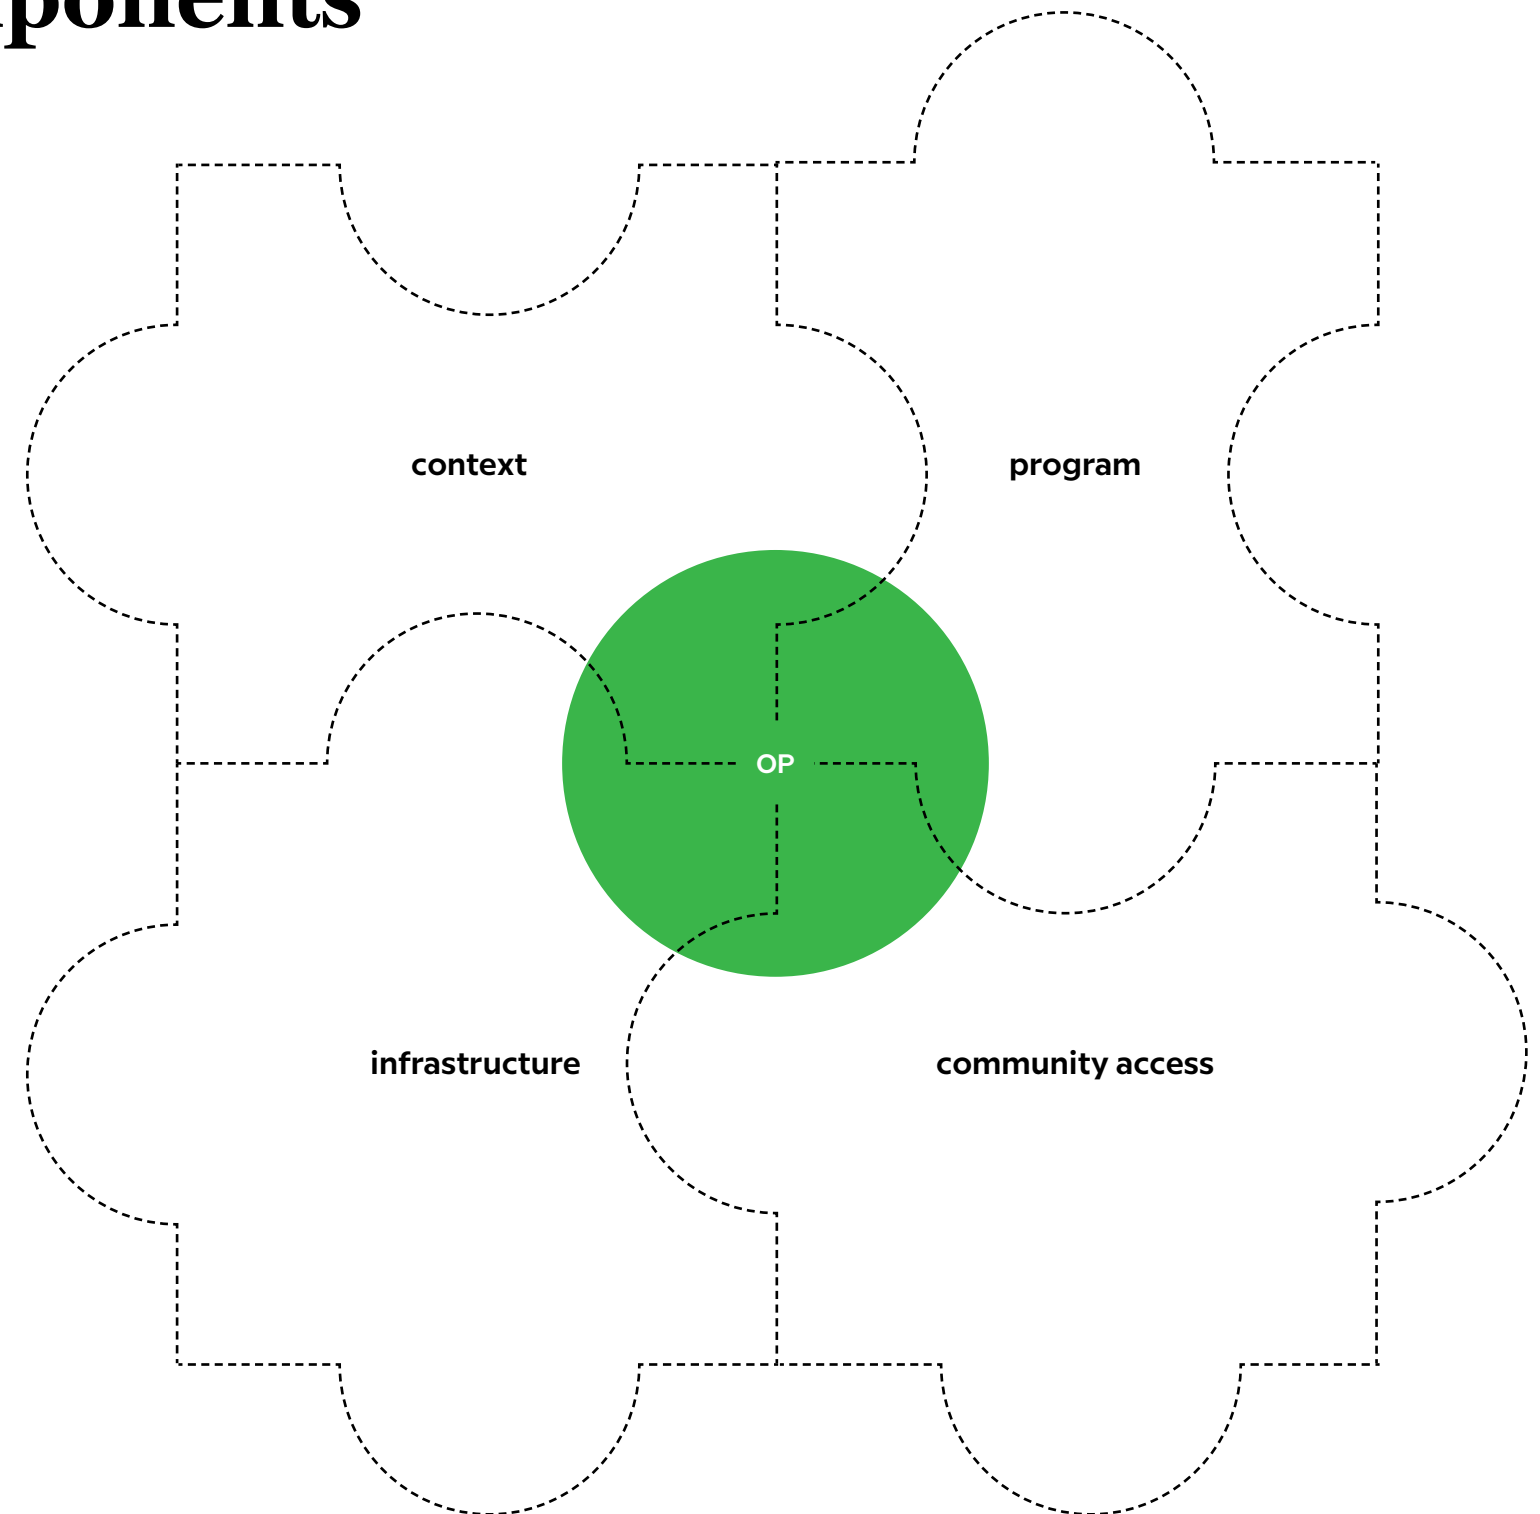 context
program
OP
infrastructure
community access